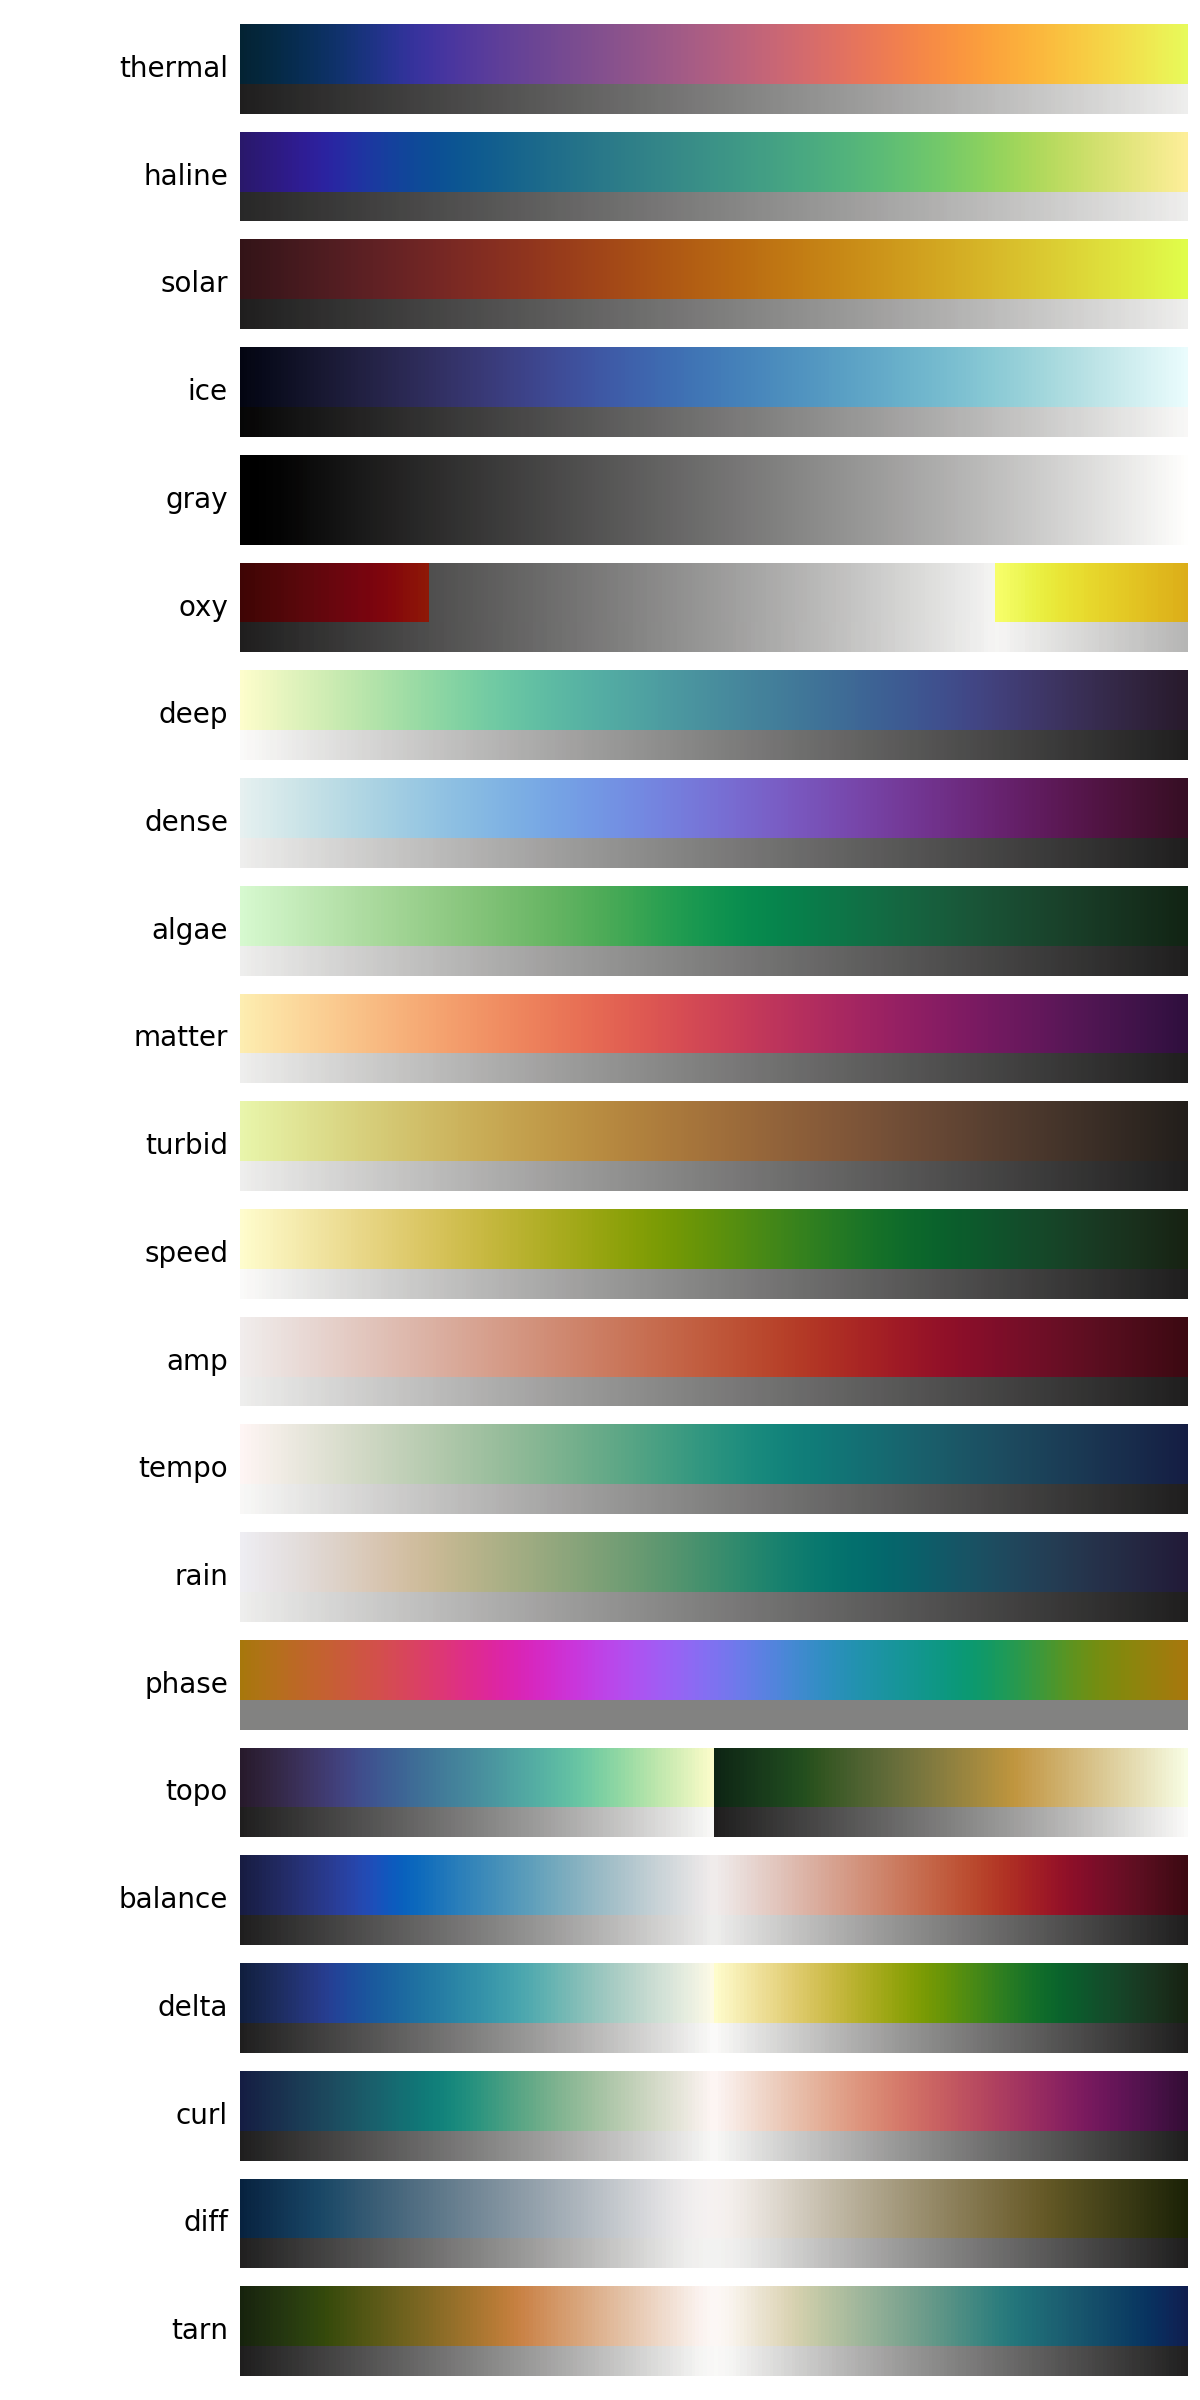 thermal
haline
solar
ice
gray
oxy
deep
dense
algae
matter
turbid
speed
amp
tempo
rain
phase
topo
balance
delta
curl
diff
tarn